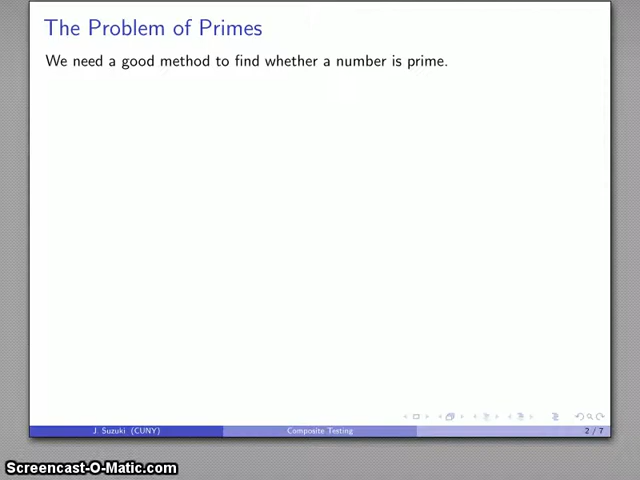 The Problem of Primes
We need a good method to find whether a number is prime.
J. Suzuki (CUNY)
Composite Testing
2 / 7
Screencast-O-Matic.com